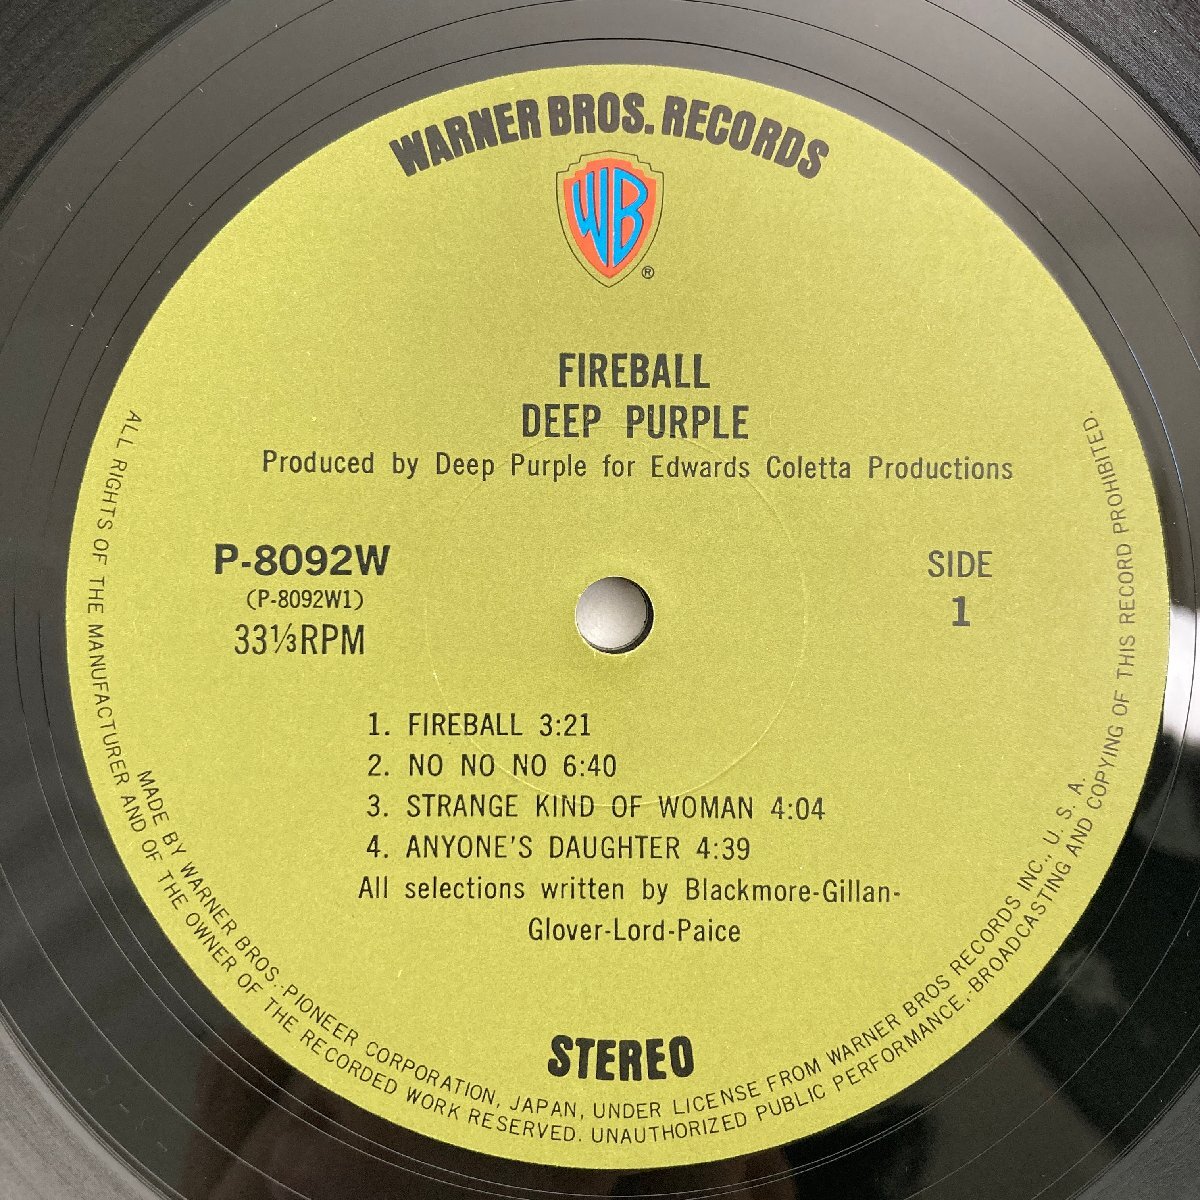 WARNER BROS. RECORDS
WB
®
FIREBALL
DEEP PURPLE
Produced by Deep Purple for Edwards Coletta Productions
P-8092W
(P-8092W1)
33⅓RPM
SIDE
1
1. FIREBALL 3:21
2. NO NO NO 6:40
3. STRANGE KIND OF WOMAN 4:04
4. ANYONE'S DAUGHTER 4:39
All selections written by Blackmore-Gillan-
Glover-Lord-Paice
STEREO
MADE BY WARNER BROS.-PIONEER CORPORATION, JAPAN, UNDER LICENSE FROM WARNER BROS RECORDS INC., U. S. A.
ALL RIGHTS OF THE MANUFACTURER AND OF THE OWNER OF THE RECORDED WORK RESERVED. UNAUTHORIZED PUBLIC PERFORMANCE,-BROADCASTING AND COPYING OF THIS RECORD PROHIBITED.